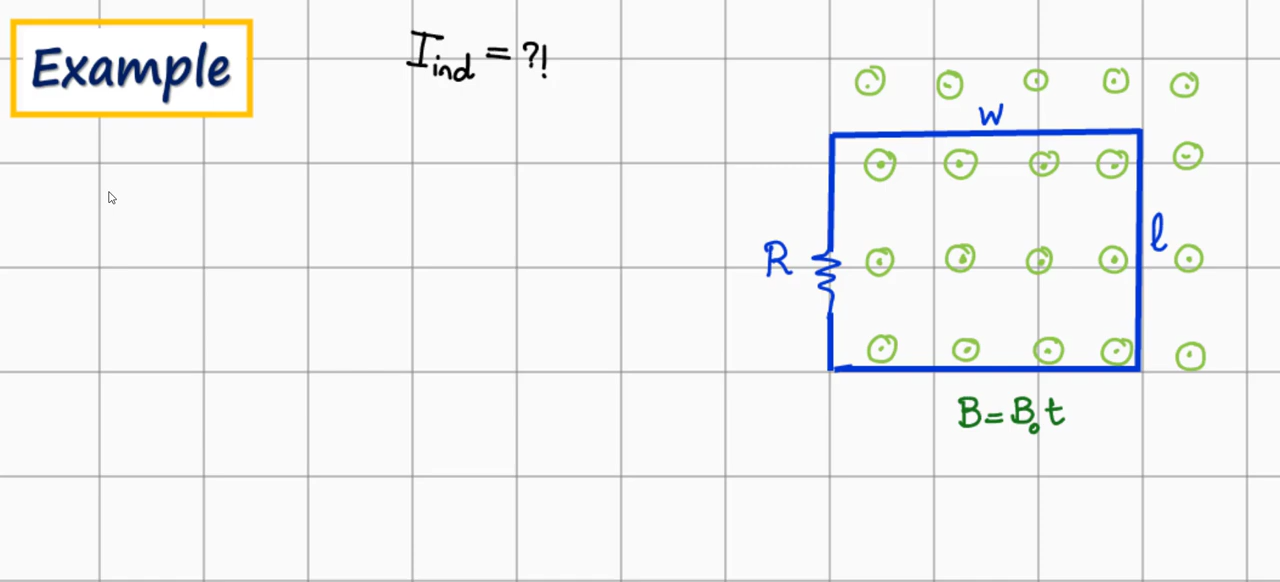 Example
I_ind = ?!
w
R
l
B = B₀t